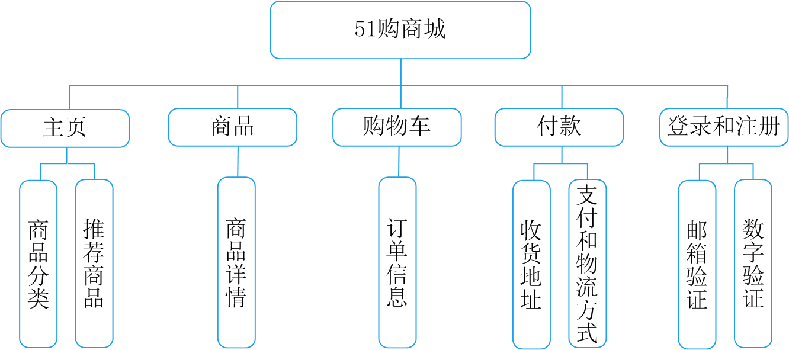 51购商城
主页
商品
购物车
付款
登录和注册
商品分类
推荐商品
商品详情
订单信息
收货地址
支付和物流方式
邮箱验证
数字验证